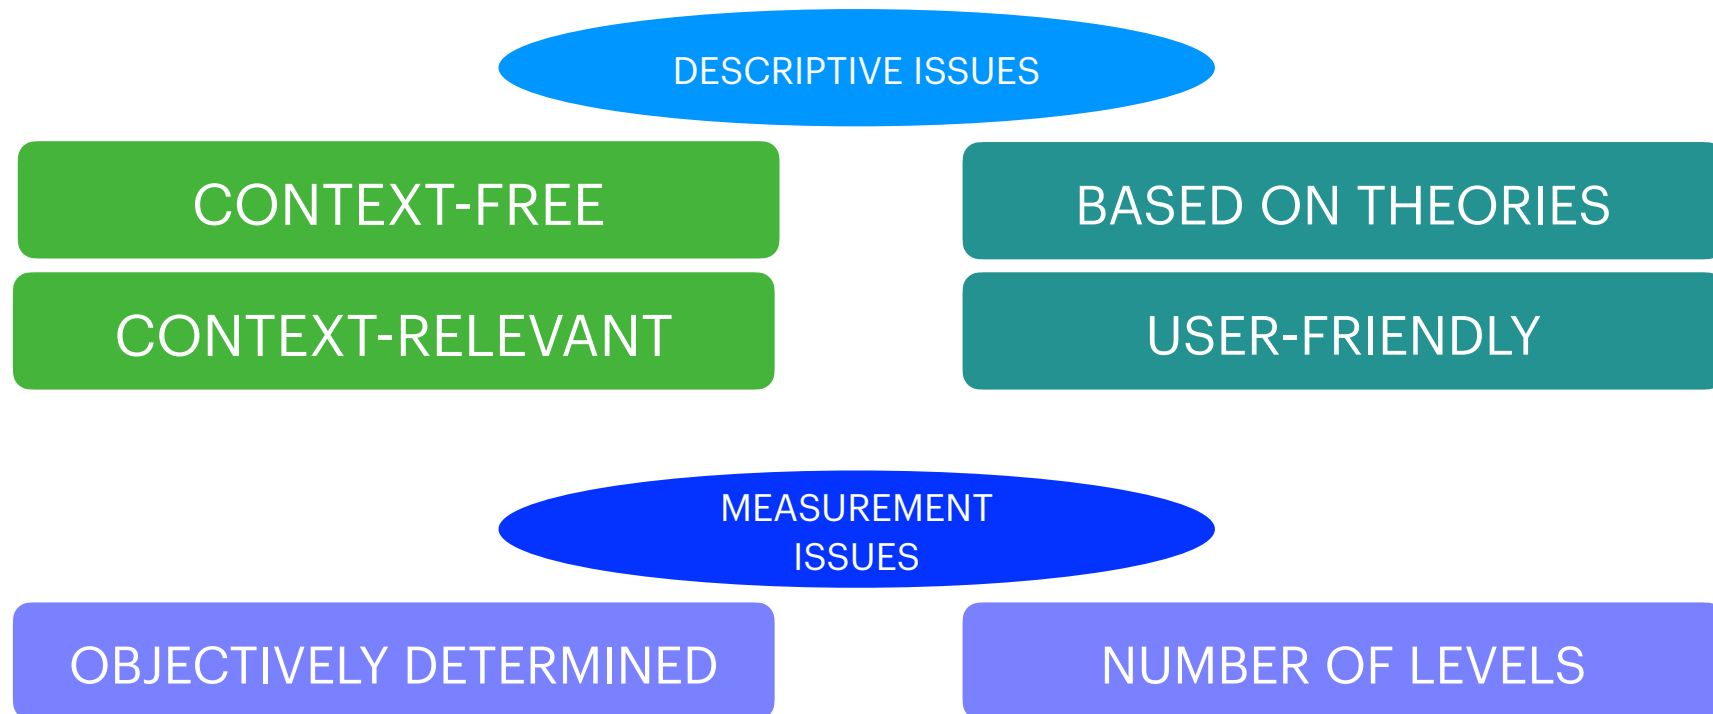 DESCRIPTIVE ISSUES
CONTEXT-FREE
BASED ON THEORIES
CONTEXT-RELEVANT
USER-FRIENDLY
MEASUREMENT
ISSUES
OBJECTIVELY DETERMINED
NUMBER OF LEVELS